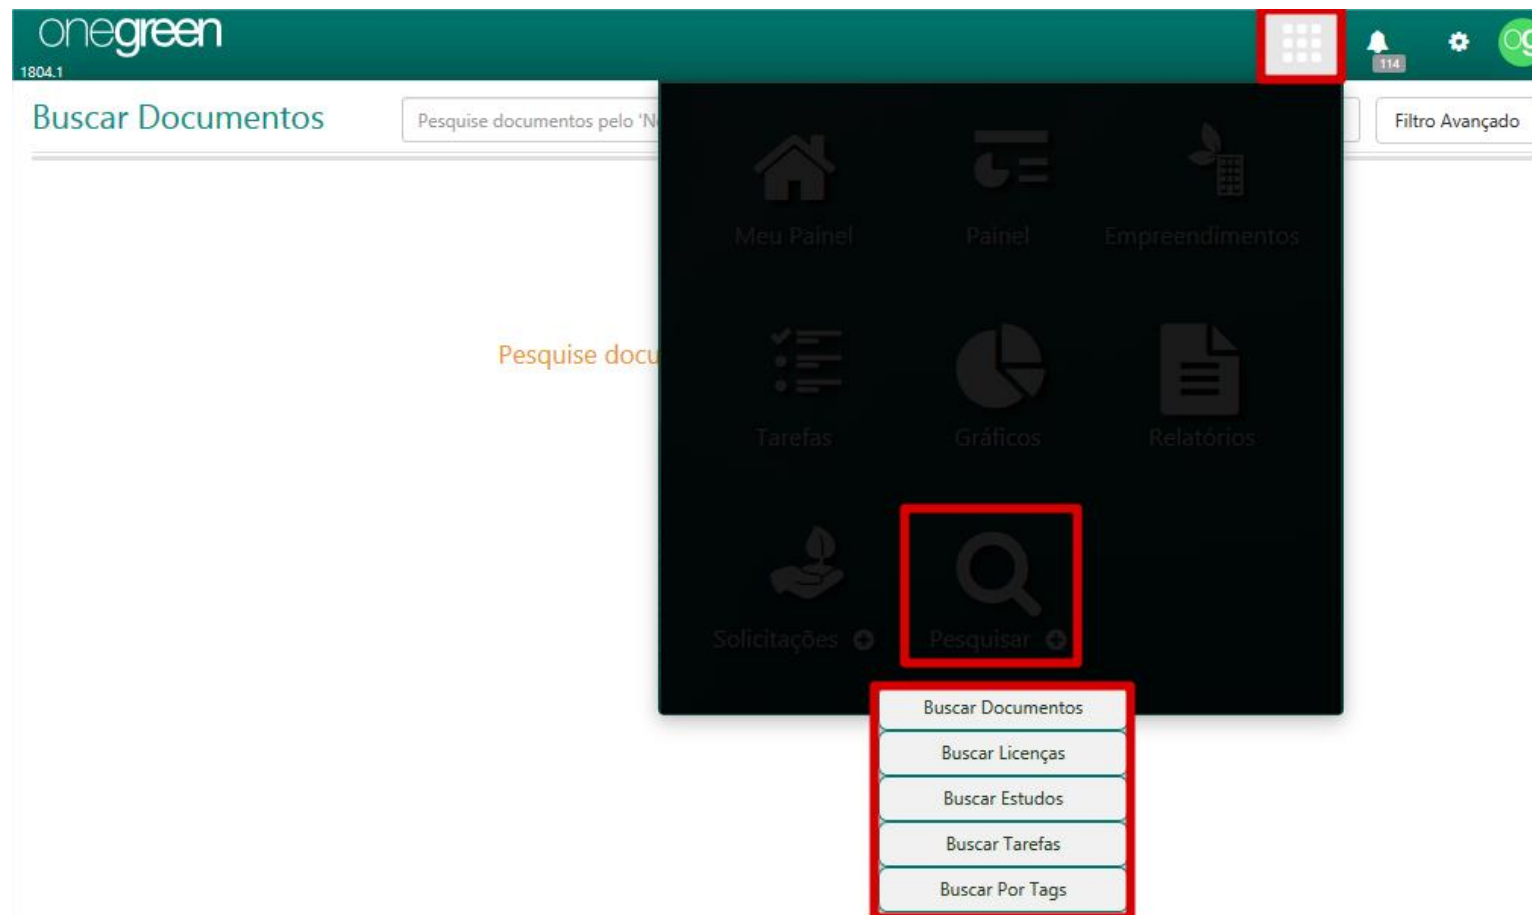 onegreen
1804.1
114
Og
Buscar Documentos
Pesquise documentos pelo 'N
Filtro Avançado
Meu Painel
Painel
Empreendimentos
Pesquise docu
Tarefas
Gráficos
Relatórios
Solicitações
Pesquisar
Buscar Documentos
Buscar Licenças
Buscar Estudos
Buscar Tarefas
Buscar Por Tags